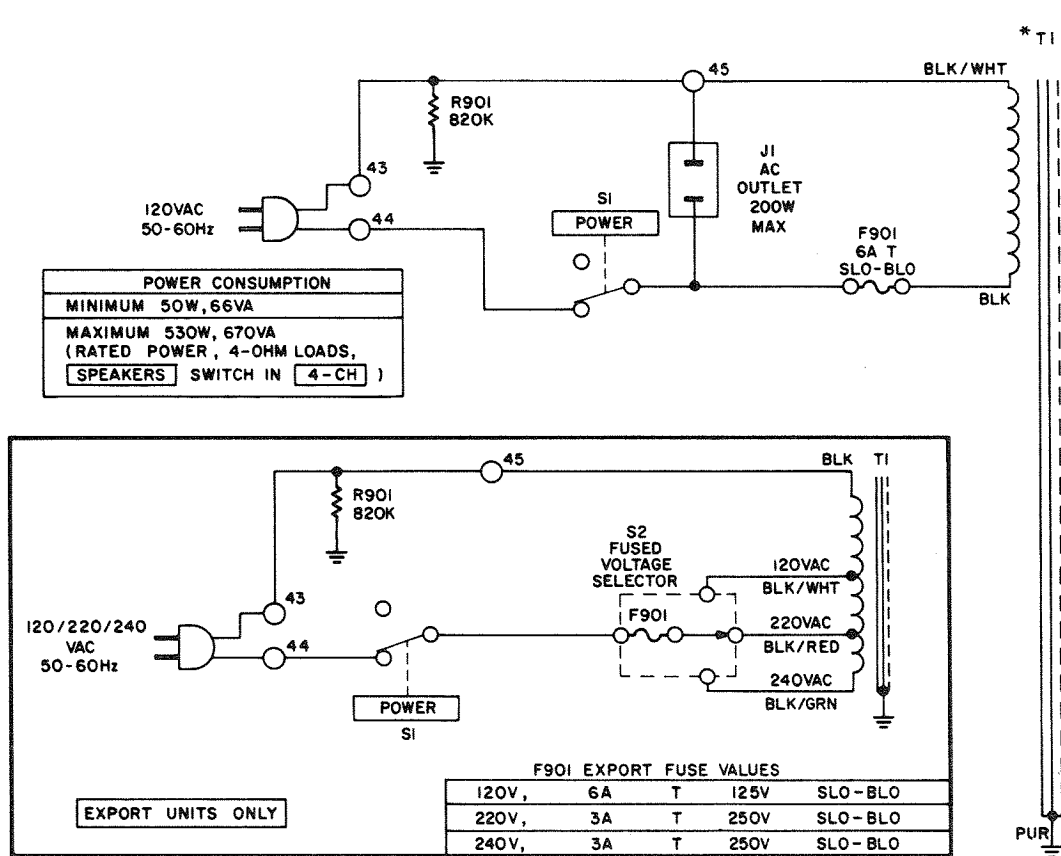 * T1
BLK/WHT
45
R901
820K
43
J1
AC
OUTLET
200W
MAX
120VAC
50-60Hz
44
S1
POWER
F901
6A T
SLO-BLO
BLK
POWER CONSUMPTION
MINIMUM 50W, 66VA
MAXIMUM 530W, 670VA
(RATED POWER, 4-OHM LOADS,
SPEAKERS SWITCH IN 4-CH )
45
BLK T1
R901
820K
S2
FUSED
VOLTAGE
SELECTOR
120VAC
BLK/WHT
43
F901
120/220/240
VAC
50-60Hz
44
220VAC
BLK/RED
240VAC
BLK/GRN
POWER
S1
F901 EXPORT FUSE VALUES
120V, 6A T 125V SLO-BLO
220V, 3A T 250V SLO-BLO
240V, 3A T 250V SLO-BLO
EXPORT UNITS ONLY
PUR